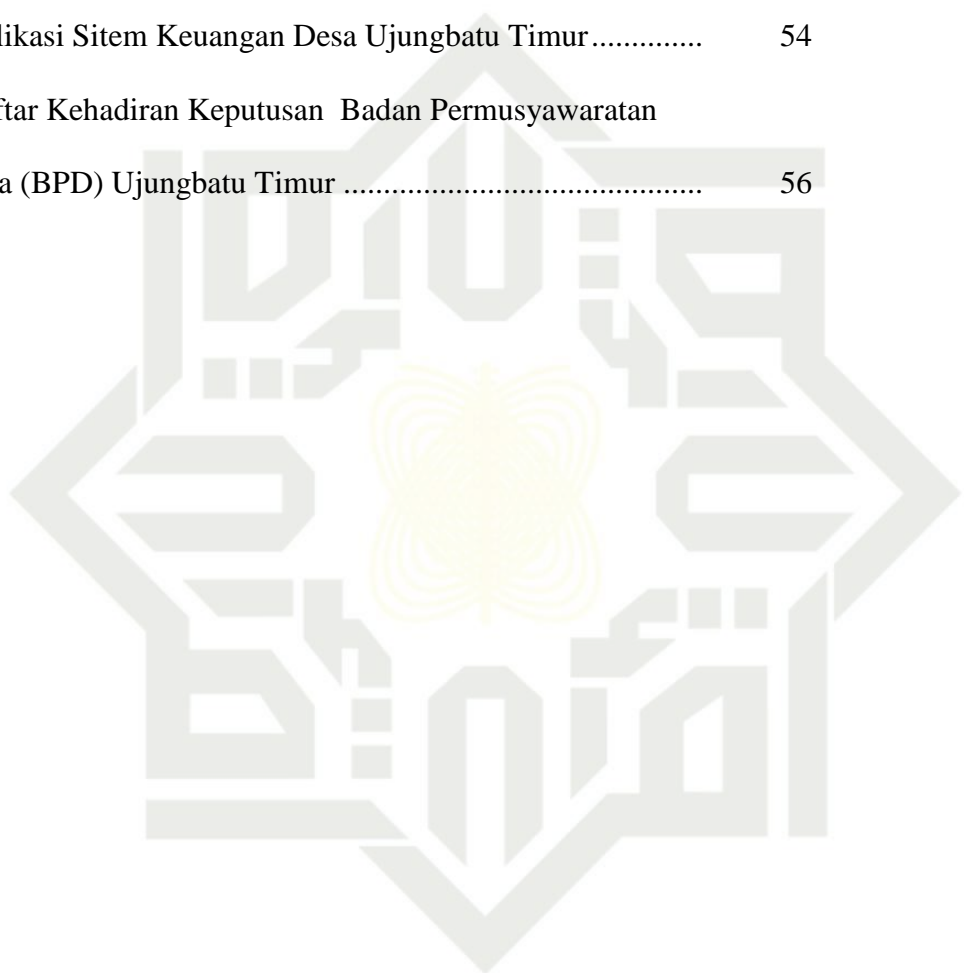 likasi Sitem Keuangan Desa Ujungbatu Timur.............. 54
ftar Kehadiran Keputusan  Badan Permusyawaratan
a (BPD) Ujungbatu Timur ............................................. 56